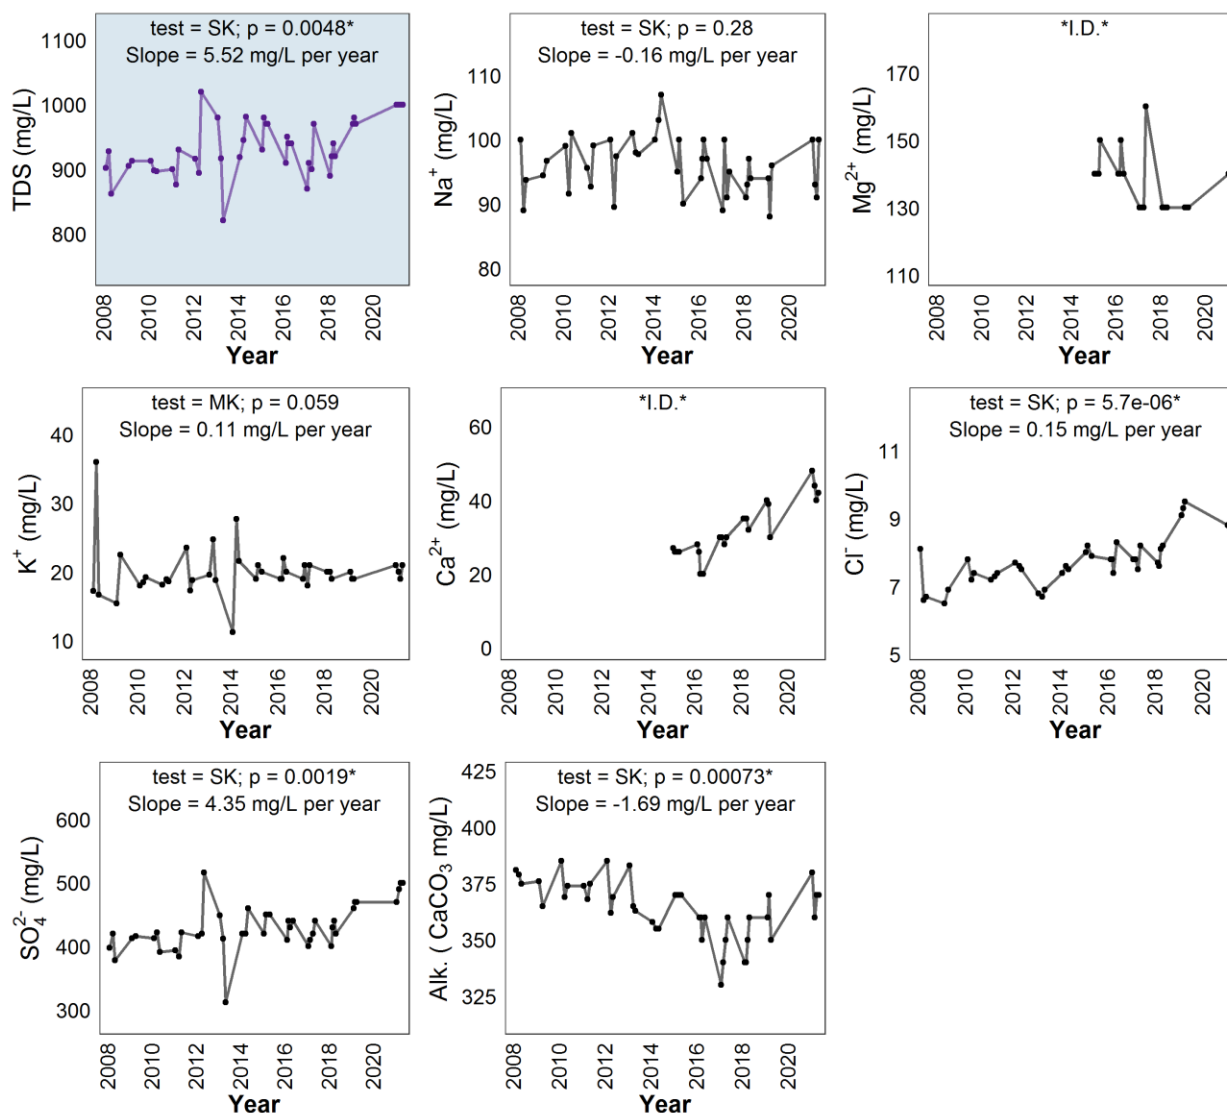 test = SK; p = 0.0048*
Slope = 5.52 mg/L per year
TDS (mg/L)
1100
1000
900
800
2008
2010
2012
2014
2016
2018
2020
Year
test = SK; p = 0.28
Slope = -0.16 mg/L per year
Na⁺ (mg/L)
110
100
90
80
2008
2010
2012
2014
2016
2018
2020
Year
*I.D.*
Mg²⁺ (mg/L)
170
150
130
110
2008
2010
2012
2014
2016
2018
2020
Year
test = MK; p = 0.059
Slope = 0.11 mg/L per year
K⁺ (mg/L)
40
30
20
10
2008
2010
2012
2014
2016
2018
2020
Year
*I.D.*
Ca²⁺ (mg/L)
60
40
20
0
2008
2010
2012
2014
2016
2018
2020
Year
test = SK; p = 5.7e-06*
Slope = 0.15 mg/L per year
Cl⁻ (mg/L)
11
9
7
5
2008
2010
2012
2014
2016
2018
2020
Year
test = SK; p = 0.0019*
Slope = 4.35 mg/L per year
SO₄²⁻ (mg/L)
600
500
400
300
2008
2010
2012
2014
2016
2018
2020
Year
test = SK; p = 0.00073*
Slope = -1.69 mg/L per year
Alk. ( CaCO₃ mg/L)
425
400
375
350
325
2008
2010
2012
2014
2016
2018
2020
Year